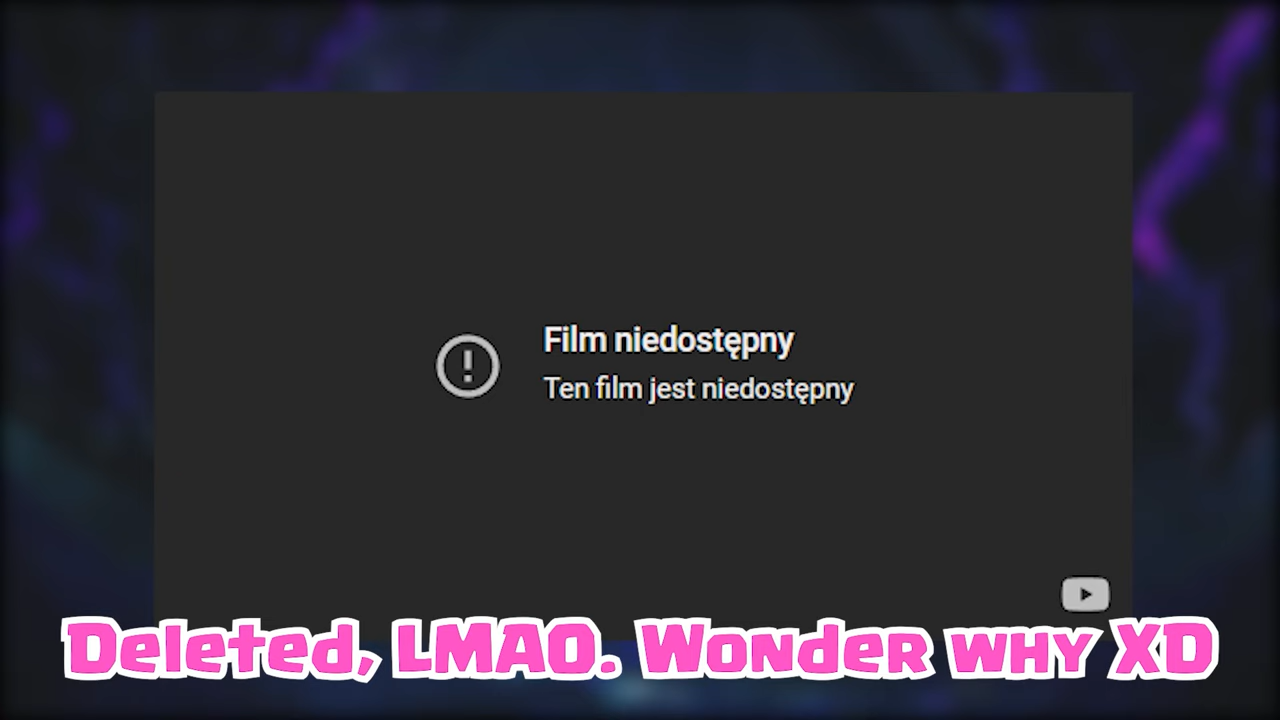 Film niedostępny
Ten film jest niedostępny
Deleted, LMAO. Wonder why XD